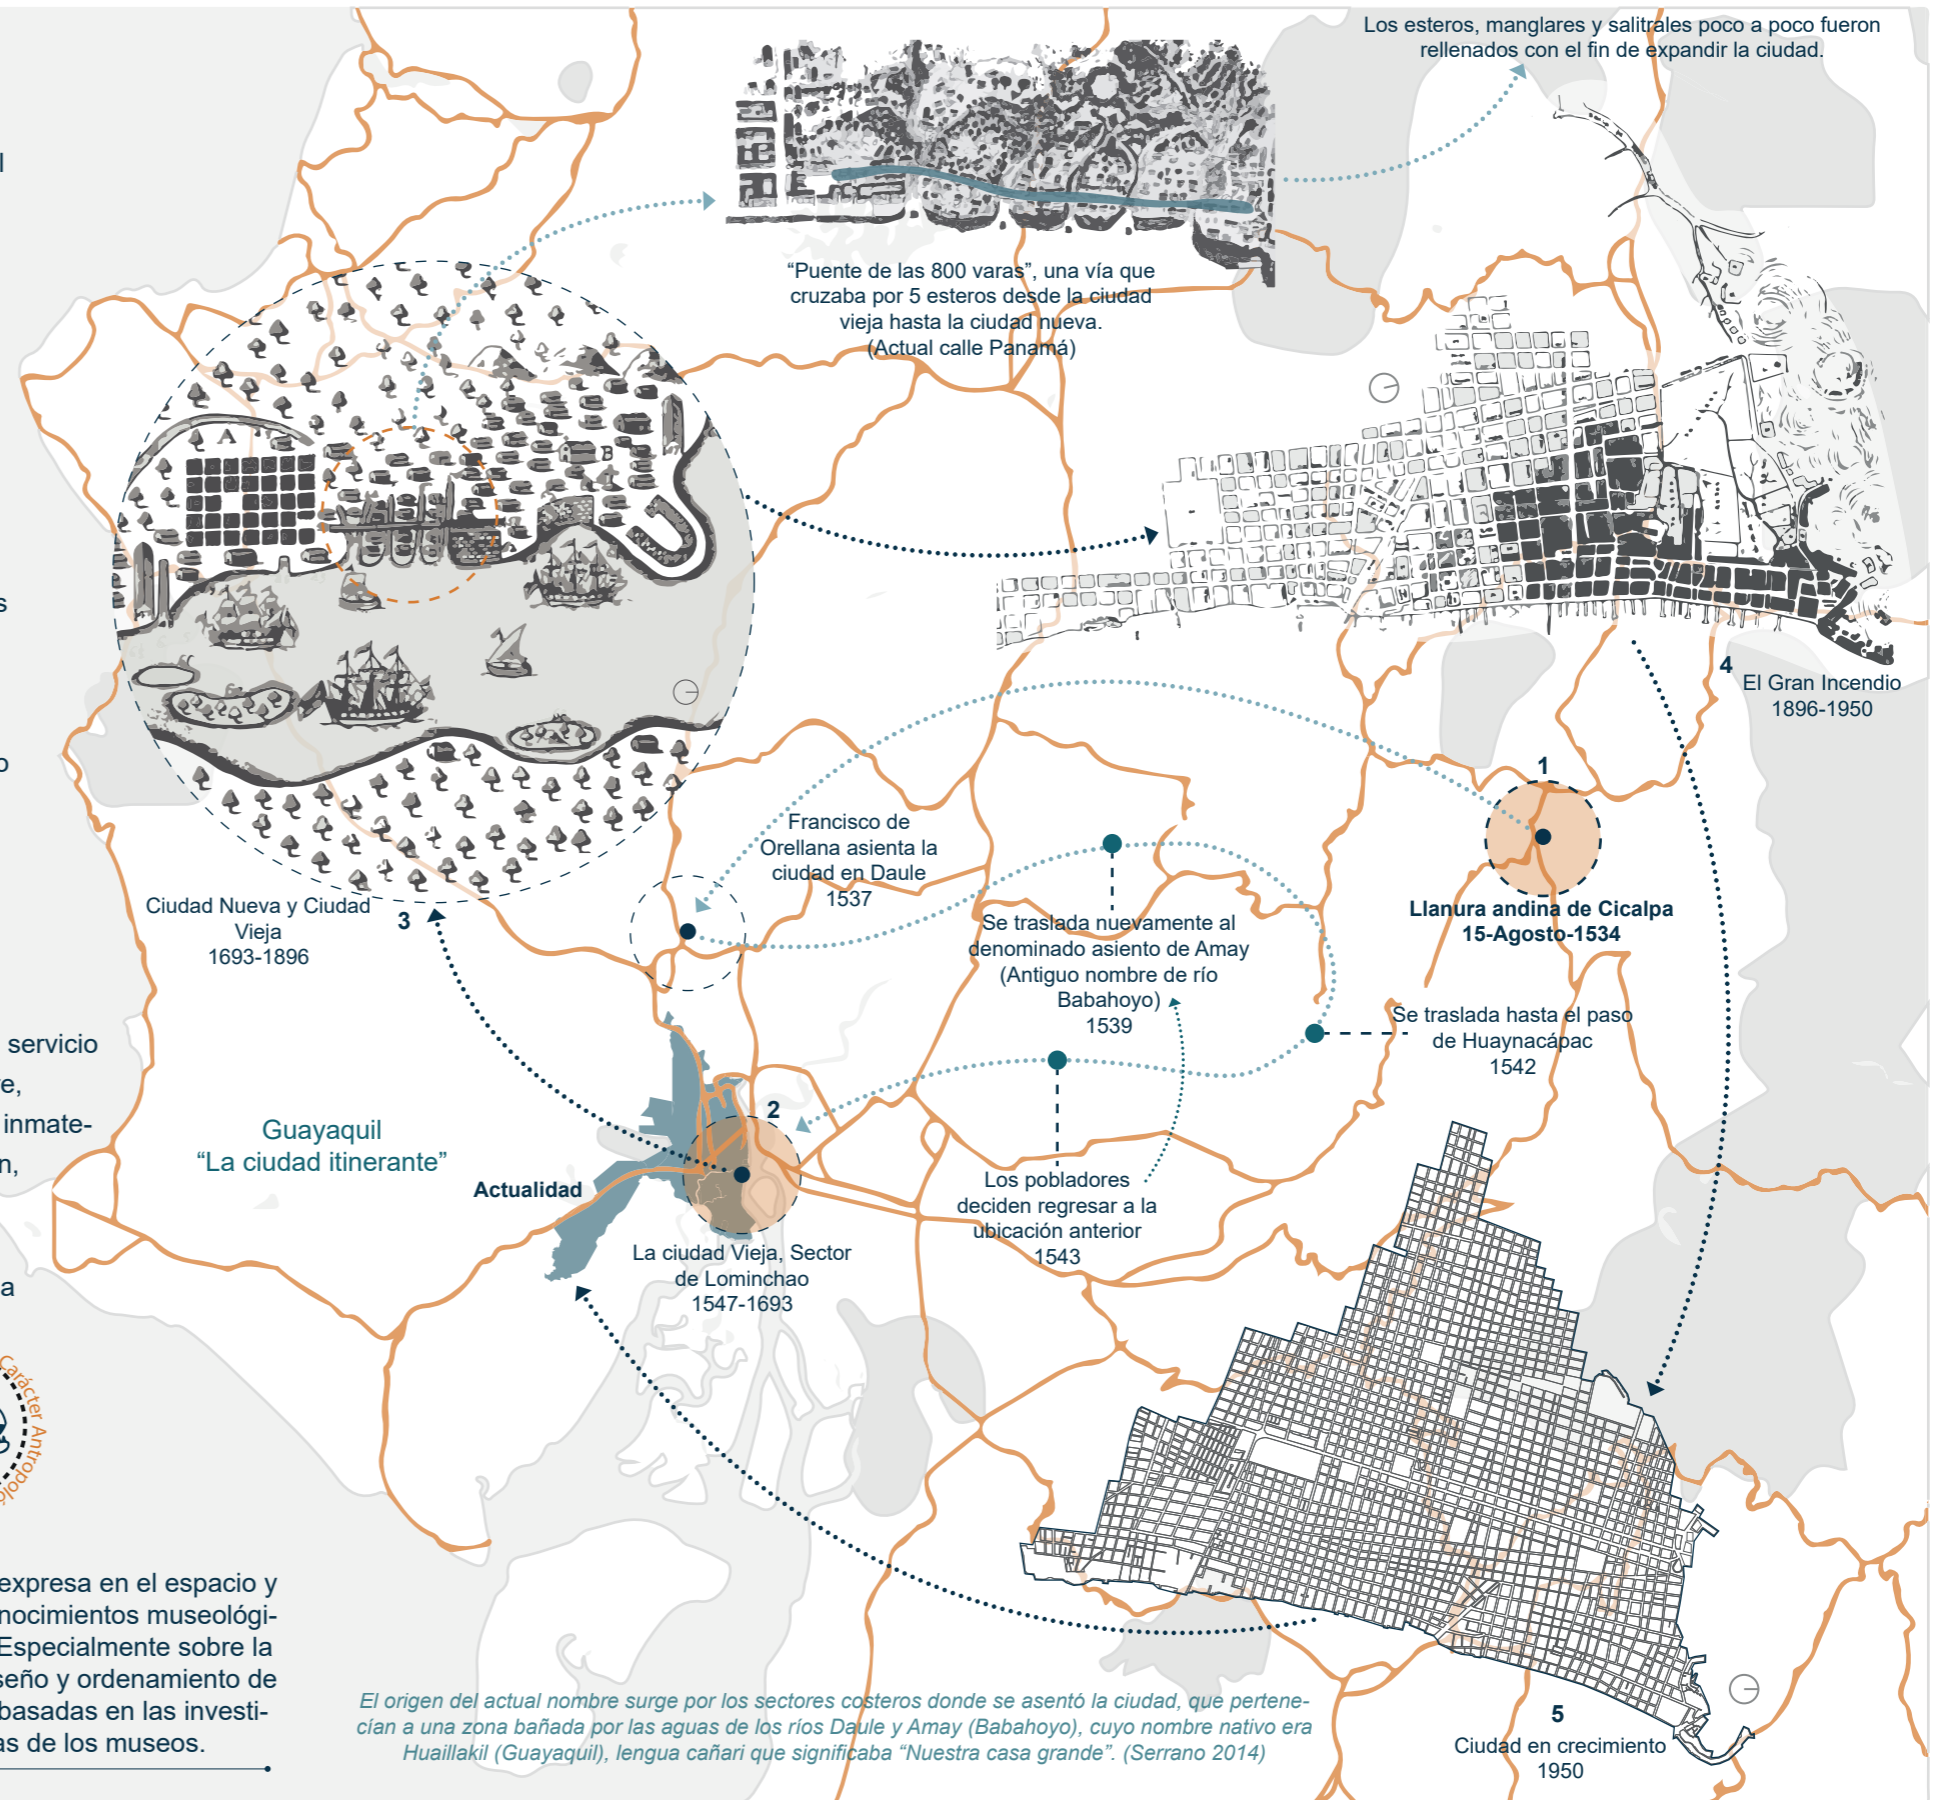 Los esteros, manglares y salitrales poco a poco fueron
rellenados con el fin de expandir la ciudad.
l
“Puente de las 800 varas”, una vía que
cruzaba por 5 esteros desde la ciudad
vieja hasta la ciudad nueva.
(Actual calle Panamá)
A
B
s
4
El Gran Incendio
1896-1950
o
1
Llanura andina de Cicalpa
15-Agosto-1534
Francisco de
Orellana asienta la
ciudad en Daule
1537
Ciudad Nueva y Ciudad
Vieja
1693-1896
3
Se traslada nuevamente al
denominado asiento de Amay
(Antiguo nombre de río
Babahoyo)
1539
Se traslada hasta el paso
de Huaynacápac
1542
servicio
e,
inmate-
n,
a
2
Guayaquil
“La ciudad itinerante”
Actualidad
Los pobladores
deciden regresar a la
ubicación anterior
1543
La ciudad Vieja, Sector
de Lominchao
1547-1693
Carácter Antropoló
expresa en el espacio y
nocimientos museológi-
Especialmente sobre la
seño y ordenamiento de
basadas en las investi-
as de los museos.
El origen del actual nombre surge por los sectores costeros donde se asentó la ciudad, que pertene-
cían a una zona bañada por las aguas de los ríos Daule y Amay (Babahoyo), cuyo nombre nativo era
Huaillakil (Guayaquil), lengua cañari que significaba “Nuestra casa grande”. (Serrano 2014)
5
Ciudad en crecimiento
1950